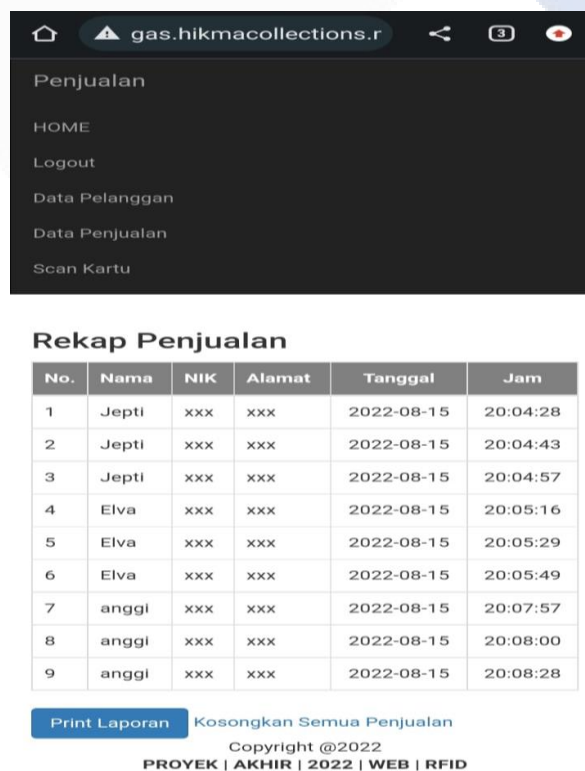 gas.hikmacollections.r 3
Penjualan
HOME
Logout
Data Pelanggan
Data Penjualan
Scan Kartu
Rekap Penjualan
No. Nama NIK Alamat Tanggal Jam
1 Jepti xxx xxx 2022-08-15 20:04:28
2 Jepti xxx xxx 2022-08-15 20:04:43
3 Jepti xxx xxx 2022-08-15 20:04:57
4 Elva xxx xxx 2022-08-15 20:05:16
5 Elva xxx xxx 2022-08-15 20:05:29
6 Elva xxx xxx 2022-08-15 20:05:49
7 anggi xxx xxx 2022-08-15 20:07:57
8 anggi xxx xxx 2022-08-15 20:08:00
9 anggi xxx xxx 2022-08-15 20:08:28
Print Laporan Kosongkan Semua Penjualan
Copyright @2022
PROYEK | AKHIR | 2022 | WEB | RFID